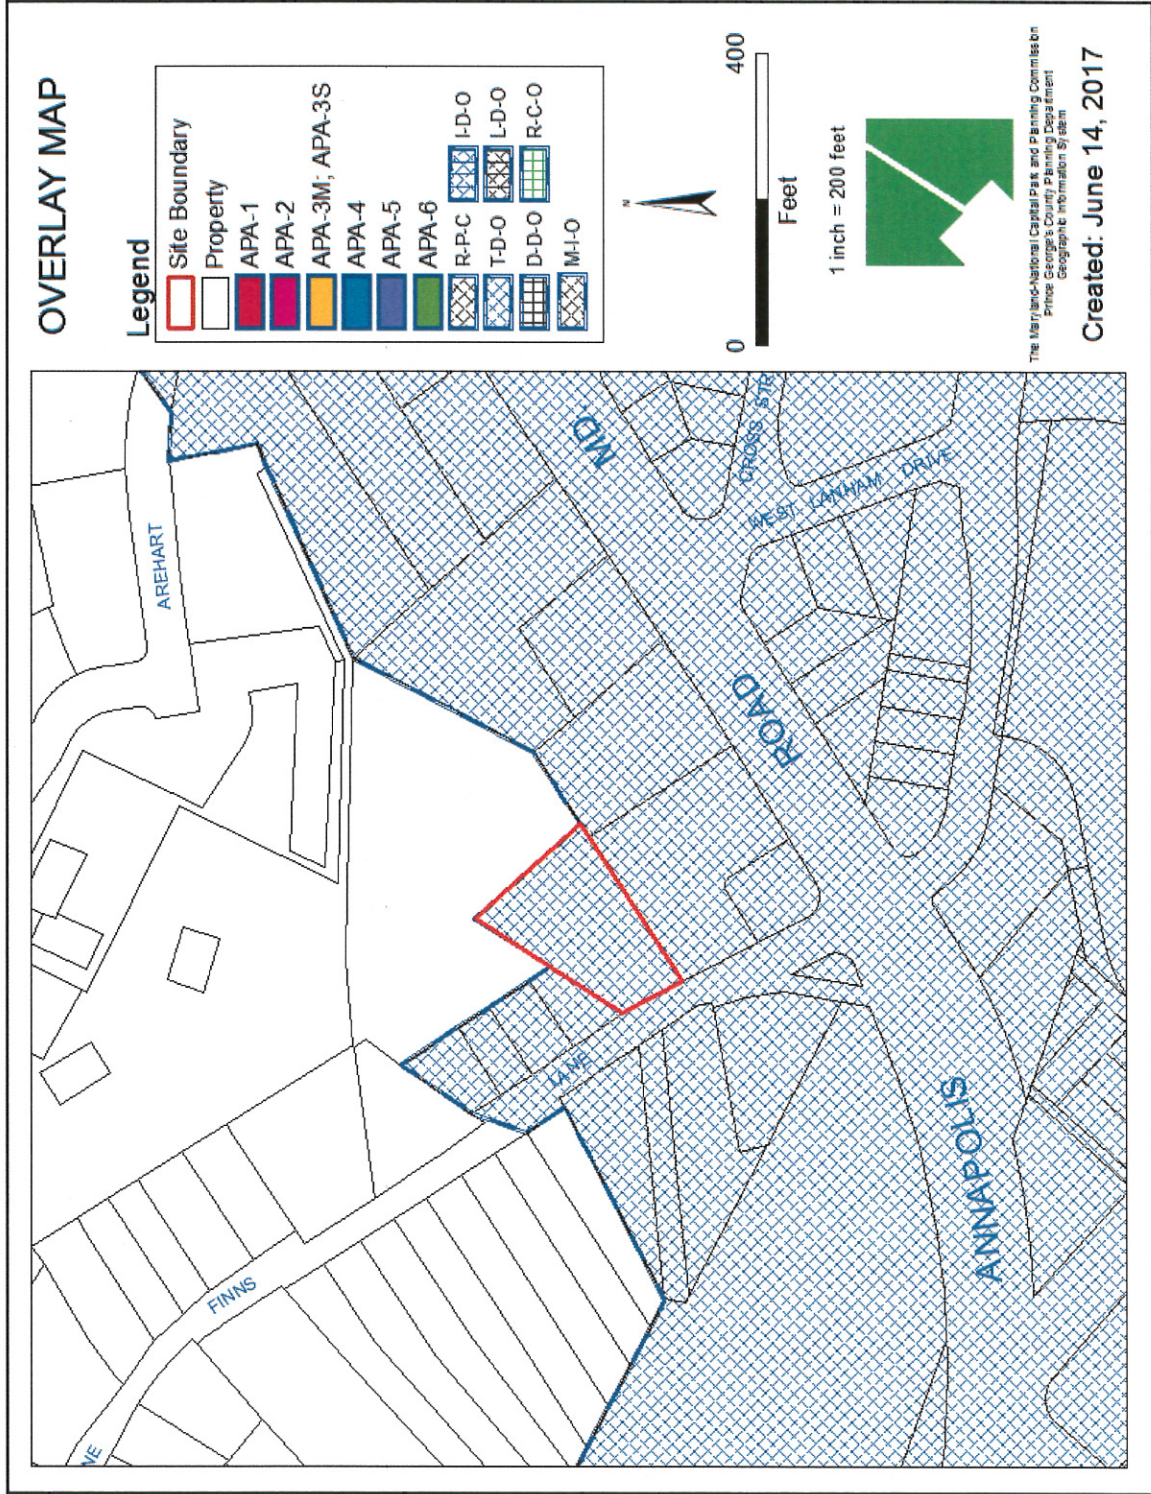 OVERLAY MAP
Legend
Site Boundary
Property
APA-1
APA-2
APA-3M; APA-3S
APA-4
APA-5
APA-6
R-P-C
I-D-O
T-D-O
L-D-O
D-D-O
R-C-O
M-I-O
N
0
400
Feet
1 inch = 200 feet
The Maryland-National Capital Park and Planning Commission
Prince George's County Planning Department
Geographic Information System
Created: June 14, 2017
AREHART
MD.
CROSS STR
WEST LANHAM DRIVE
ROAD
LANE
FINNS
NE
ANNAPOLIS